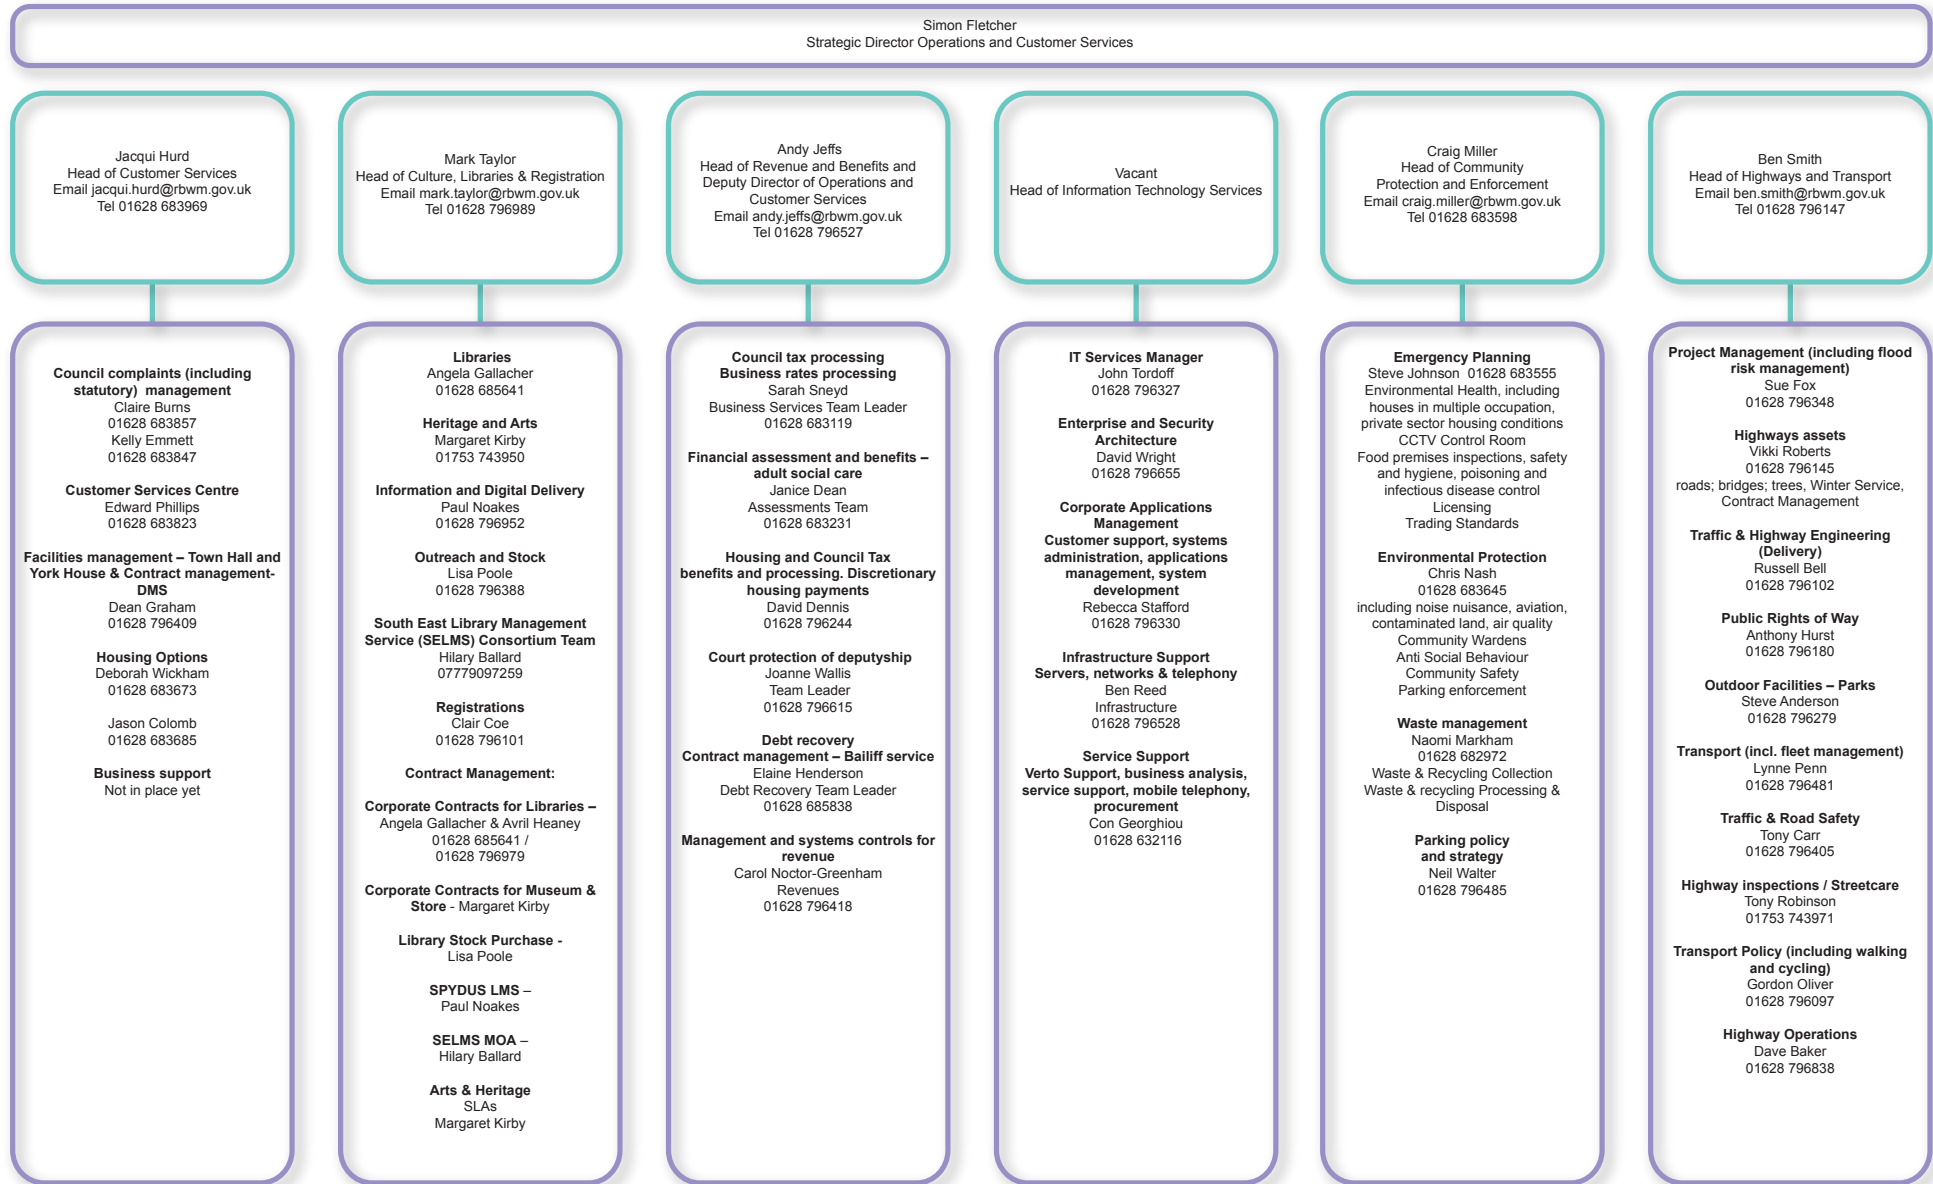 Simon Fletcher
Strategic Director Operations and Customer Services
Jacqui Hurd
Head of Customer Services
Email jacqui.hurd@rbwm.gov.uk
Tel 01628 683969
Mark Taylor
Head of Culture, Libraries & Registration
Email mark.taylor@rbwm.gov.uk
Tel 01628 796989
Andy Jeffs
Head of Revenue and Benefits and
Deputy Director of Operations and
Customer Services
Email andy.jeffs@rbwm.gov.uk
Tel 01628 796527
Vacant
Head of Information Technology Services
Craig Miller
Head of Community
Protection and Enforcement
Email craig.miller@rbwm.gov.uk
Tel 01628 683598
Ben Smith
Head of Highways and Transport
Email ben.smith@rbwm.gov.uk
Tel 01628 796147
Council complaints (including
statutory) management
Claire Burns
01628 683857
Kelly Emmett
01628 683847
Customer Services Centre
Edward Phillips
01628 683823
Facilities management – Town Hall and
York House & Contract management-
DMS
Dean Graham
01628 796409
Housing Options
Deborah Wickham
01628 683673
Jason Colomb
01628 683685
Business support
Not in place yet
Libraries
Angela Gallacher
01628 685641
Heritage and Arts
Margaret Kirby
01753 743950
Information and Digital Delivery
Paul Noakes
01628 796952
Outreach and Stock
Lisa Poole
01628 796388
South East Library Management
Service (SELMS) Consortium Team
Hilary Ballard
07779097259
Registrations
Clair Coe
01628 796101
Contract Management:
Corporate Contracts for Libraries –
Angela Gallacher & Avril Heaney
01628 685641 /
01628 796979
Corporate Contracts for Museum &
Store - Margaret Kirby
Library Stock Purchase -
Lisa Poole
SPYDUS LMS –
Paul Noakes
SELMS MOA –
Hilary Ballard
Arts & Heritage
SLAs
Margaret Kirby
Council tax processing
Business rates processing
Sarah Sneyd
Business Services Team Leader
01628 683119
Financial assessment and benefits –
adult social care
Janice Dean
Assessments Team
01628 683231
Housing and Council Tax
benefits and processing. Discretionary
housing payments
David Dennis
01628 796244
Court protection of deputyship
Joanne Wallis
Team Leader
01628 796615
Debt recovery
Contract management – Bailiff service
Elaine Henderson
Debt Recovery Team Leader
01628 685838
Management and systems controls for
revenue
Carol Noctor-Greenham
Revenues
01628 796418
IT Services Manager
John Tordoff
01628 796327
Enterprise and Security
Architecture
David Wright
01628 796655
Corporate Applications
Management
Customer support, systems
administration, applications
management, system
development
Rebecca Stafford
01628 796330
Infrastructure Support
Servers, networks & telephony
Ben Reed
Infrastructure
01628 796528
Service Support
Verto Support, business analysis,
service support, mobile telephony,
procurement
Con Georghiou
01628 632116
Emergency Planning
Steve Johnson 01628 683555
Environmental Health, including
houses in multiple occupation,
private sector housing conditions
CCTV Control Room
Food premises inspections, safety
and hygiene, poisoning and
infectious disease control
Licensing
Trading Standards
Environmental Protection
Chris Nash
01628 683645
including noise nuisance, aviation,
contaminated land, air quality
Community Wardens
Anti Social Behaviour
Community Safety
Parking enforcement
Waste management
Naomi Markham
01628 682972
Waste & Recycling Collection
Waste & recycling Processing &
Disposal
Parking policy
and strategy
Neil Walter
01628 796485
Project Management (including flood
risk management)
Sue Fox
01628 796348
Highways assets
Vikki Roberts
01628 796145
roads; bridges; trees, Winter Service,
Contract Management
Traffic & Highway Engineering
(Delivery)
Russell Bell
01628 796102
Public Rights of Way
Anthony Hurst
01628 796180
Outdoor Facilities – Parks
Steve Anderson
01628 796279
Transport (incl. fleet management)
Lynne Penn
01628 796481
Traffic & Road Safety
Tony Carr
01628 796405
Highway inspections / Streetcare
Tony Robinson
01753 743971
Transport Policy (including walking
and cycling)
Gordon Oliver
01628 796097
Highway Operations
Dave Baker
01628 796838